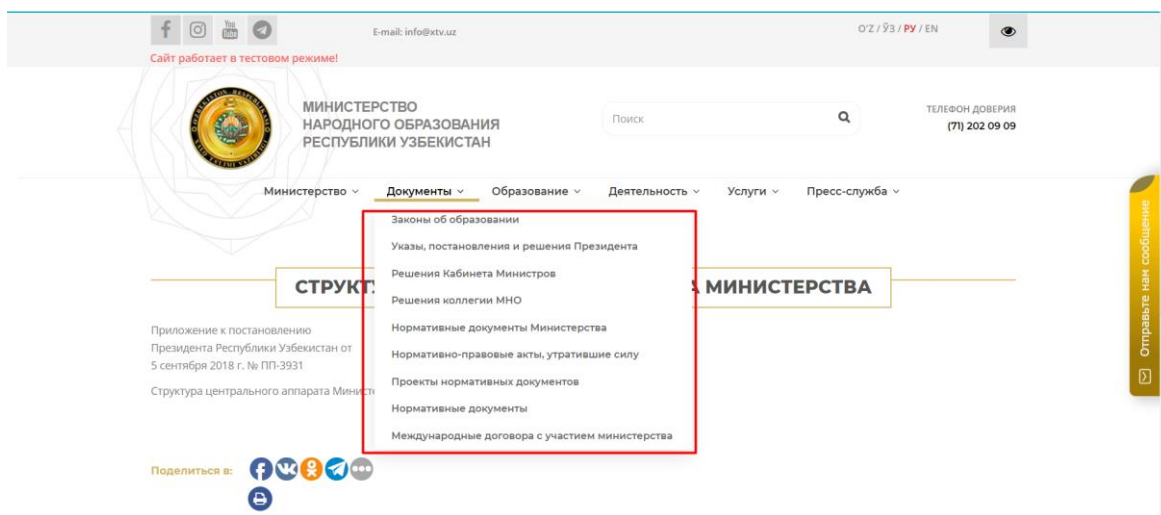 You
Tube
E-mail: info@xtv.uz
O'Z / ЎЗ / РУ / EN
Сайт работает в тестовом режиме!
МИНИСТЕРСТВО
НАРОДНОГО ОБРАЗОВАНИЯ
РЕСПУБЛИКИ УЗБЕКИСТАН
Поиск
ТЕЛЕФОН ДОВЕРИЯ
(71) 202 09 09
Министерство
Документы
Образование
Деятельность
Услуги
Пресс-служба
Законы об образовании
Указы, постановления и решения Президента
Решения Кабинета Министров
Решения коллегии МНО
Нормативные документы Министерства
Нормативно-правовые акты, утратившие силу
Проекты нормативных документов
Нормативные документы
Международные договора с участием министерства
МИНИСТЕРСТВА
Приложение к постановлению
Президента Республики Узбекистан от
5 сентября 2018 г. № ПП-3931
Структура центрального аппарата
Поделиться в:
Отправьте нам сообщение